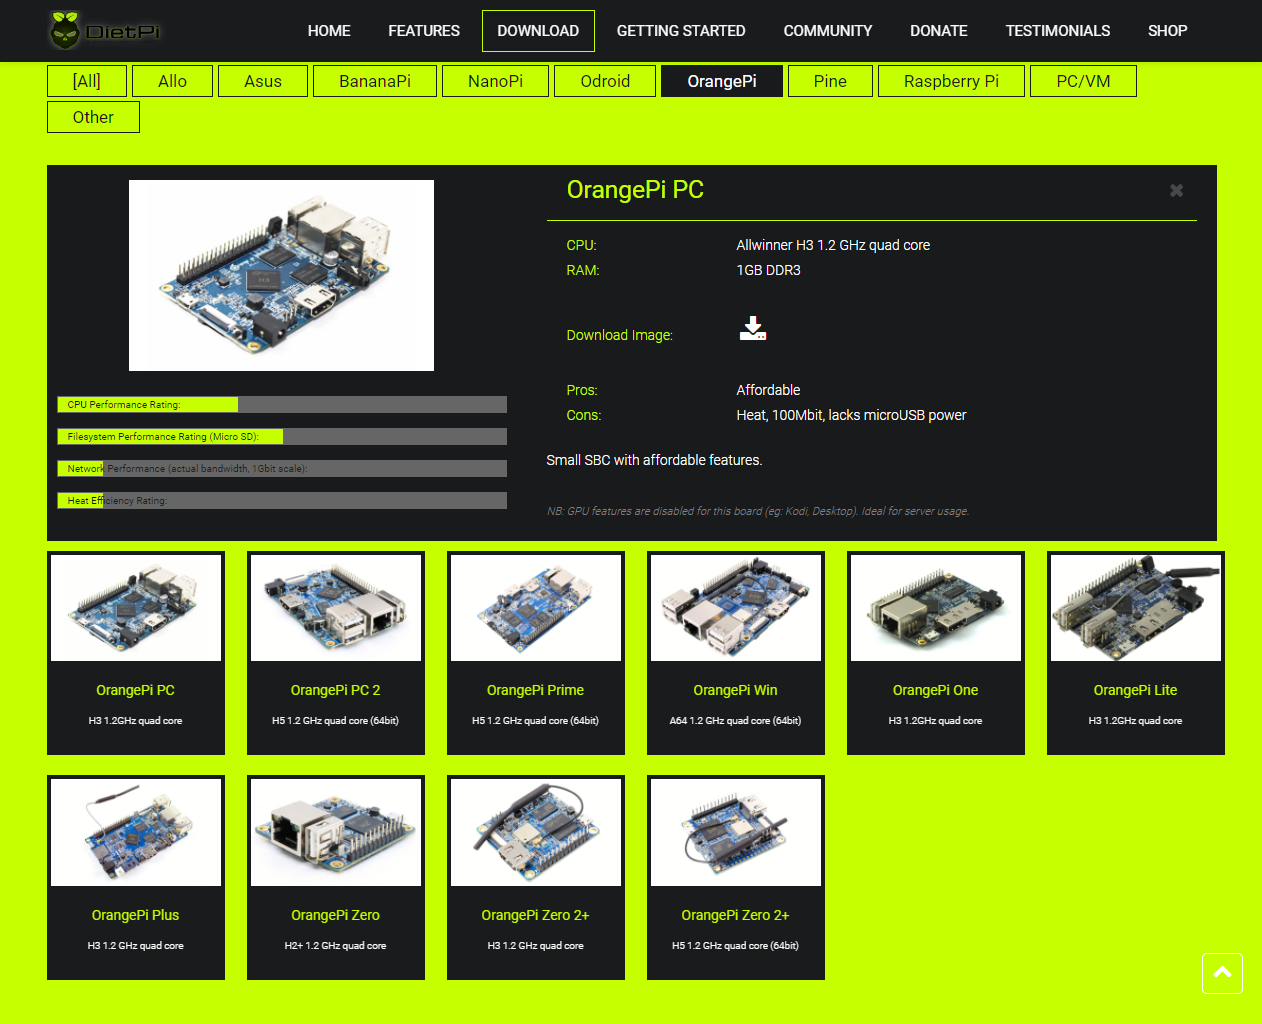 DietPi
HOME FEATURES DOWNLOAD GETTING STARTED COMMUNITY DONATE TESTIMONIALS SHOP
[All] Allo Asus BananaPi NanoPi Odroid OrangePi Pine Raspberry Pi PC/VM
Other
OrangePi PC
CPU: Allwinner H3 1.2 GHz quad core
RAM: 1GB DDR3
Download Image:
Pros: Affordable
Cons: Heat, 100Mbit, lacks microUSB power
Small SBC with affordable features.
NB: GPU features are disabled for this board (eg: Kodi, Desktop). Ideal for server usage.
H3
CPU Performance Rating:
Filesystem Performance Rating (Micro SD):
Network Performance (actual bandwidth, 1Gbit scale):
Heat Efficiency Rating:
OrangePi PC OrangePi PC 2 OrangePi Prime OrangePi Win OrangePi One OrangePi Lite
H3 1.2GHz quad core H5 1.2 GHz quad core (64bit) H5 1.2 GHz quad core (64bit) A64 1.2 GHz quad core (64bit) H3 1.2GHz quad core H3 1.2GHz quad core
OrangePi Plus OrangePi Zero OrangePi Zero 2+ OrangePi Zero 2+
H3 1.2 GHz quad core H2+ 1.2 GHz quad core H3 1.2 GHz quad core H5 1.2 GHz quad core (64bit)